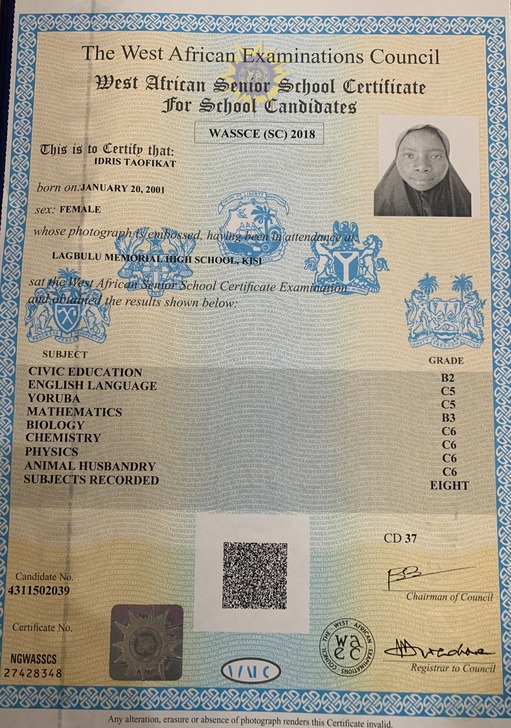 The West African Examinations Council
West African Senior School Certificate
For School Candidates
WASSCE (SC) 2018
This is to Certify that:
IDRIS TAOFIKAT
born on: JANUARY 20, 2001
sex: FEMALE
whose photograph is embossed, having been in attendance at
LAGBULU MEMORIAL HIGH SCHOOL, KISI
sat the West African Senior School Certificate Examination
and obtained the results shown below:
SUBJECT GRADE
CIVIC EDUCATION B2
ENGLISH LANGUAGE C5
YORUBA C5
MATHEMATICS B3
BIOLOGY C6
CHEMISTRY C6
PHYSICS C6
ANIMAL HUSBANDRY C6
SUBJECTS RECORDED EIGHT
CD 37
Candidate No.
4311502039
Chairman of Council
Certificate No.
NGWASSCS
27428348
THE WEST AFRICAN EXAMINATIONS COUNCIL
waec
Registrar to Council
Any alteration, erasure or absence of photograph renders this Certificate invalid.